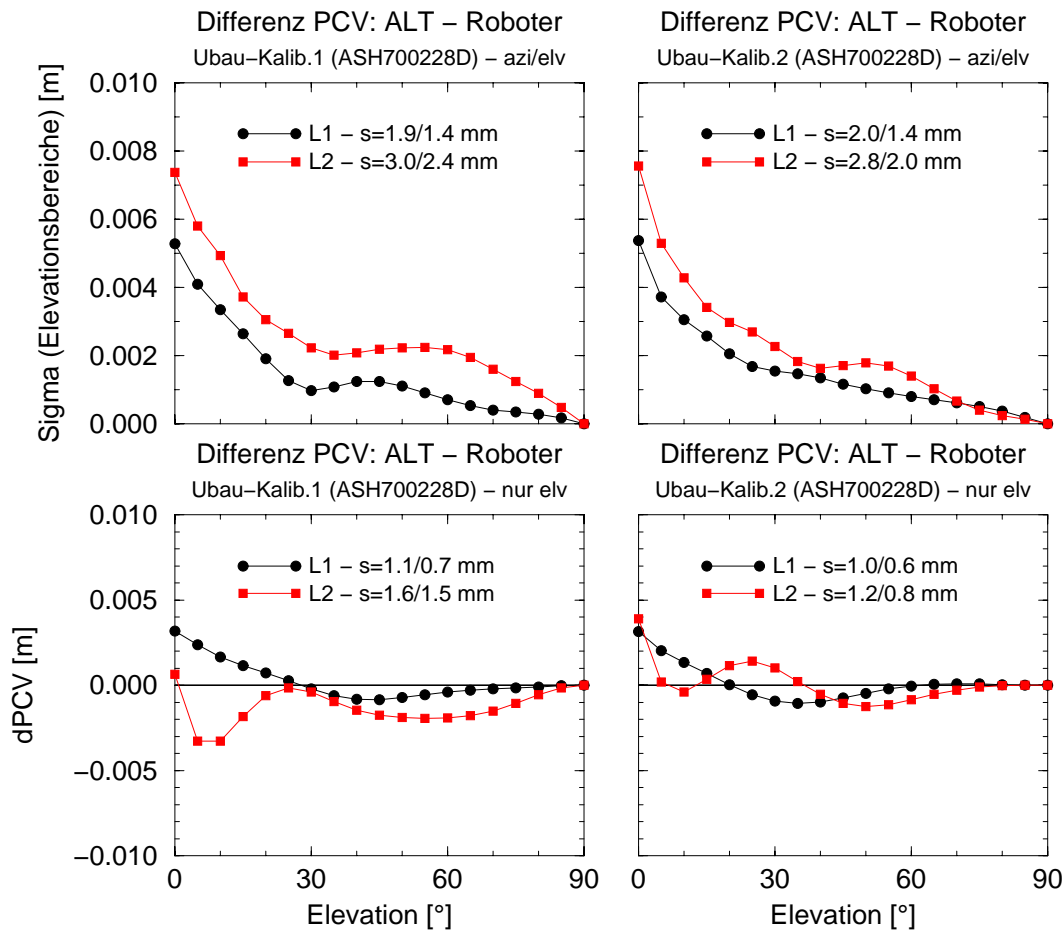 Differenz PCV: ALT − Roboter
Ubau−Kalib.1 (ASH700228D) − azi/elv
Differenz PCV: ALT − Roboter
Ubau−Kalib.2 (ASH700228D) − azi/elv
Sigma (Elevationsbereiche) [m]
0.010
0.008
0.006
0.004
0.002
0.000
L1 − s=1.9/1.4 mm
L2 − s=3.0/2.4 mm
L1 − s=2.0/1.4 mm
L2 − s=2.8/2.0 mm
Differenz PCV: ALT − Roboter
Ubau−Kalib.1 (ASH700228D) − nur elv
Differenz PCV: ALT − Roboter
Ubau−Kalib.2 (ASH700228D) − nur elv
dPCV [m]
0.010
0.005
0.000
−0.005
−0.010
L1 − s=1.1/0.7 mm
L2 − s=1.6/1.5 mm
L1 − s=1.0/0.6 mm
L2 − s=1.2/0.8 mm
0 30 60 90
Elevation [°]
0 30 60 90
Elevation [°]